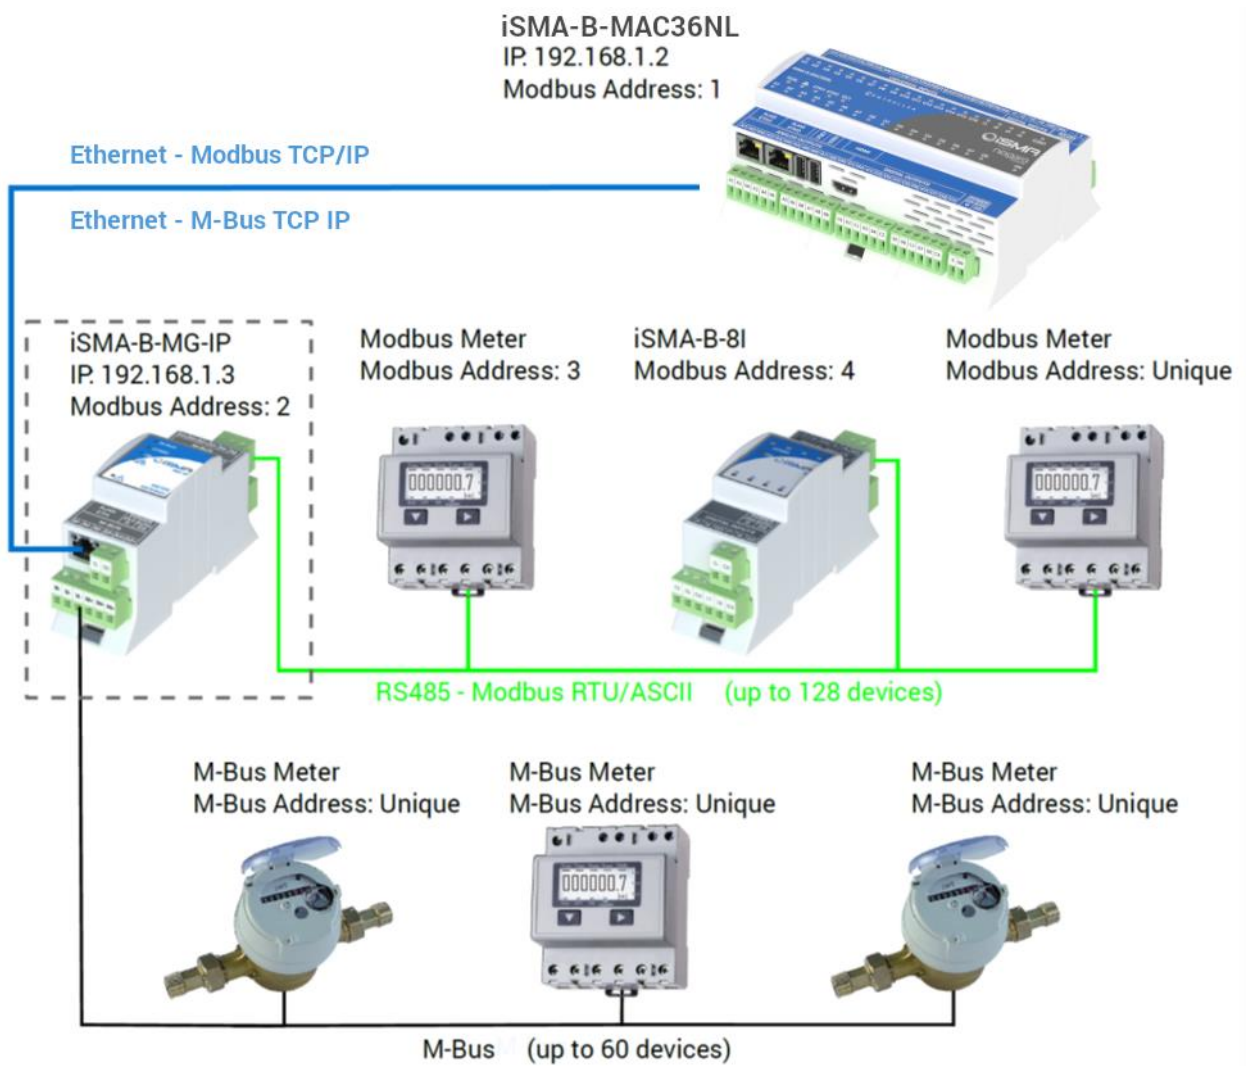 iSMA-B-MAC36NL
IP: 192.168.1.2
Modbus Address: 1
Ethernet - Modbus TCP/IP
Ethernet - M-Bus TCP IP
iSMA-B-MG-IP
IP: 192.168.1.3
Modbus Address: 2
Modbus Meter
Modbus Address: 3
iSMA-B-8I
Modbus Address: 4
Modbus Meter
Modbus Address: Unique
000000.7
000000.7
RS485 - Modbus RTU/ASCII (up to 128 devices)
M-Bus Meter
M-Bus Address: Unique
M-Bus Meter
M-Bus Address: Unique
M-Bus Meter
M-Bus Address: Unique
000000.7
M-Bus (up to 60 devices)
iSMA